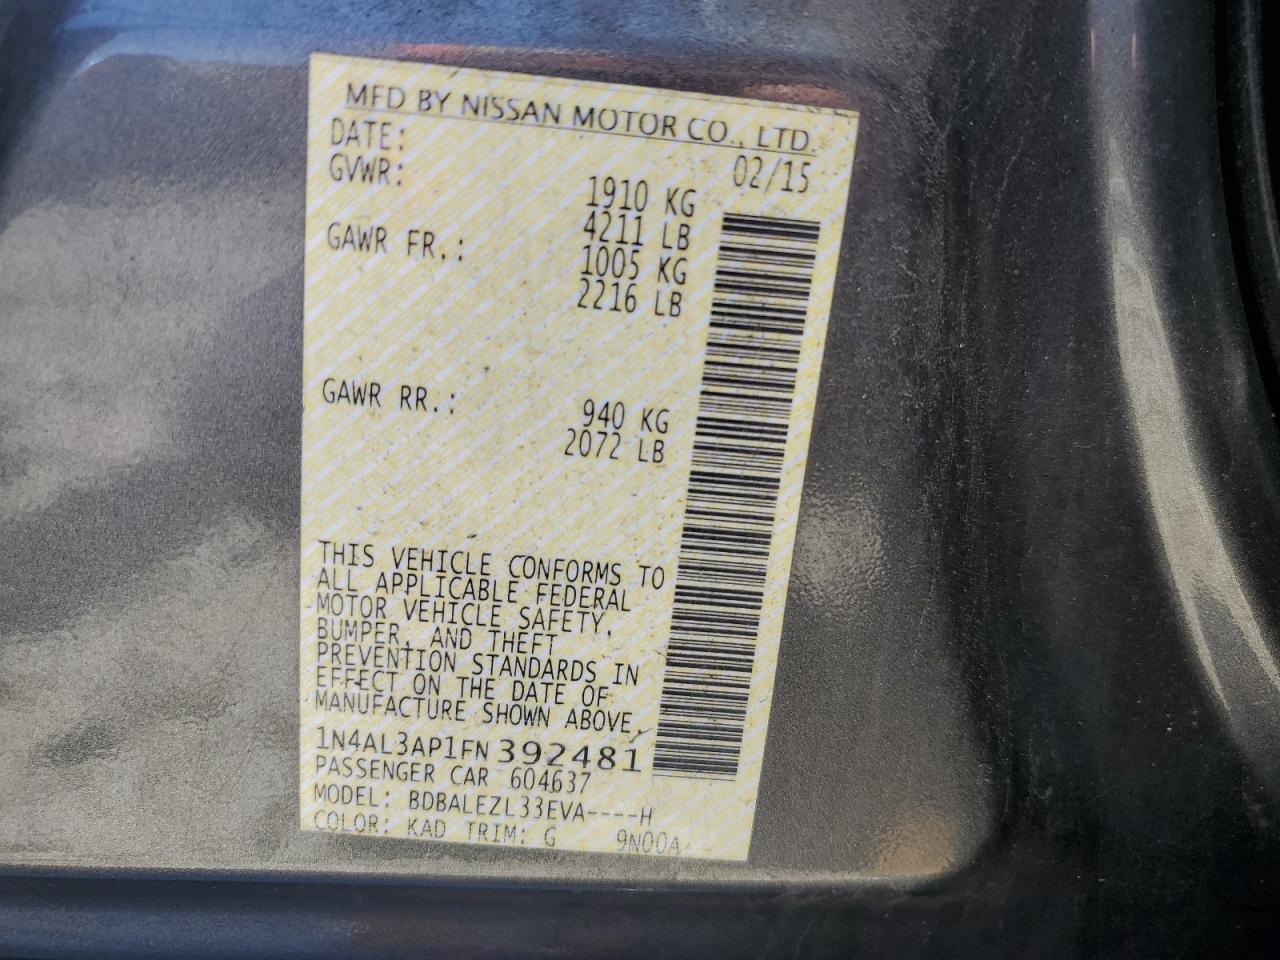 MFD BY NISSAN MOTOR CO., LTD.
DATE: 02/15
GVWR: 1910 KG
4211 LB
GAWR FR.: 1005 KG
2216 LB
GAWR RR.: 940 KG
2072 LB
THIS VEHICLE CONFORMS TO
ALL APPLICABLE FEDERAL
MOTOR VEHICLE SAFETY,
BUMPER, AND THEFT
PREVENTION STANDARDS IN
EFFECT ON THE DATE OF
MANUFACTURE SHOWN ABOVE.
1N4AL3AP1FN392481
PASSENGER CAR 604637
MODEL: BDBALEZL33EVA----H
COLOR: KAD TRIM: G 9N00A